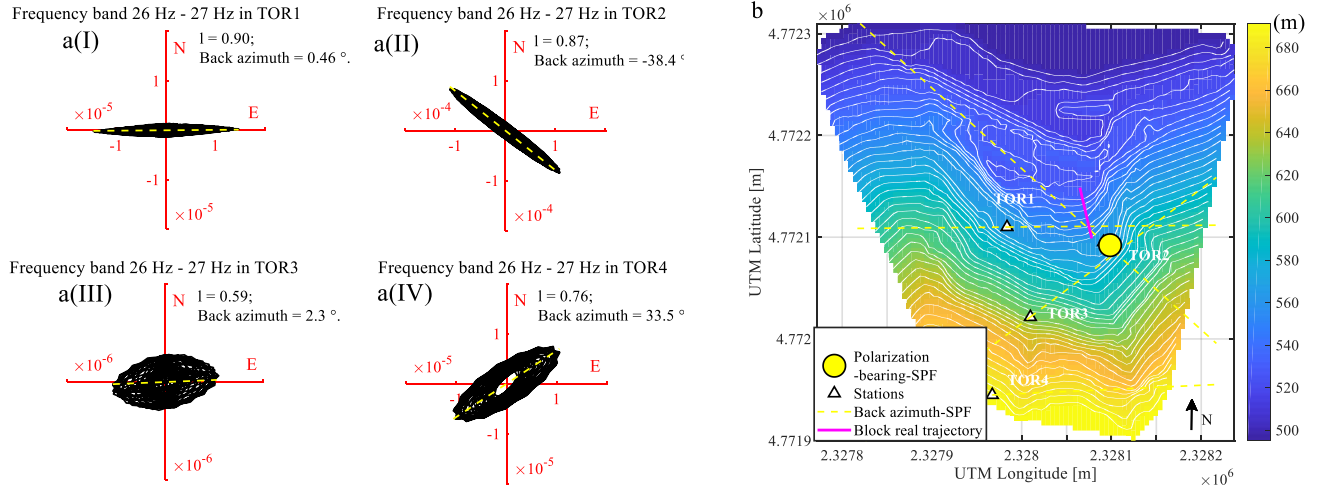 Frequency band 26 Hz - 27 Hz in TOR1
a(I)
N
l = 0.90;
Back azimuth = 0.46 °.
1
E
×10-5
-1
1
-1
×10-5
Frequency band 26 Hz - 27 Hz in TOR2
a(II)
N
l = 0.87;
Back azimuth = -38.4 °
1
E
×10-4
-1
1
-1
×10-4
Frequency band 26 Hz - 27 Hz in TOR3
a(III)
N
l = 0.59;
Back azimuth = 2.3 °.
×10-6
E
×10-6
Frequency band 26 Hz - 27 Hz in TOR4
a(IV)
N
l = 0.76;
Back azimuth = 33.5 °
1
E
×10-5
-1
1
-1
×10-5
b
×106
(m)
4.7723
4.7722
4.7721
4.772
4.7719
UTM Latitude [m]
TOR1
TOR2
TOR3
TOR4
Polarization
-bearing-SPF
Stations
Back azimuth-SPF
Block real trajectory
N
2.3278
2.3279
2.328
2.3281
2.3282
×106
UTM Longitude [m]
680
660
640
620
600
580
560
540
520
500